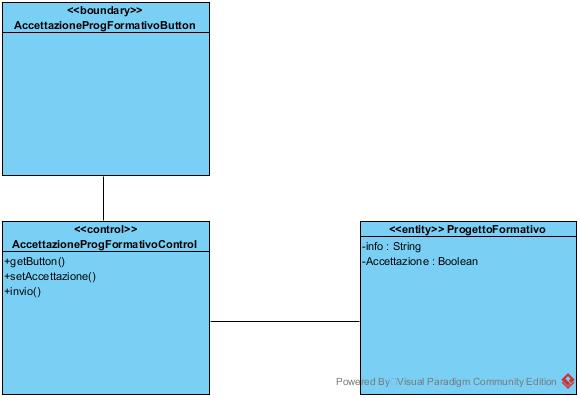 <<boundary>>
AccettazioneProgFormativoButton
<<control>>
AccettazioneProgFormativoControl
+getButton()
+setAccettazione()
+invio()
<<entity>> ProgettoFormativo
-info : String
-Accettazione : Boolean
Powered By Visual Paradigm Community Edition